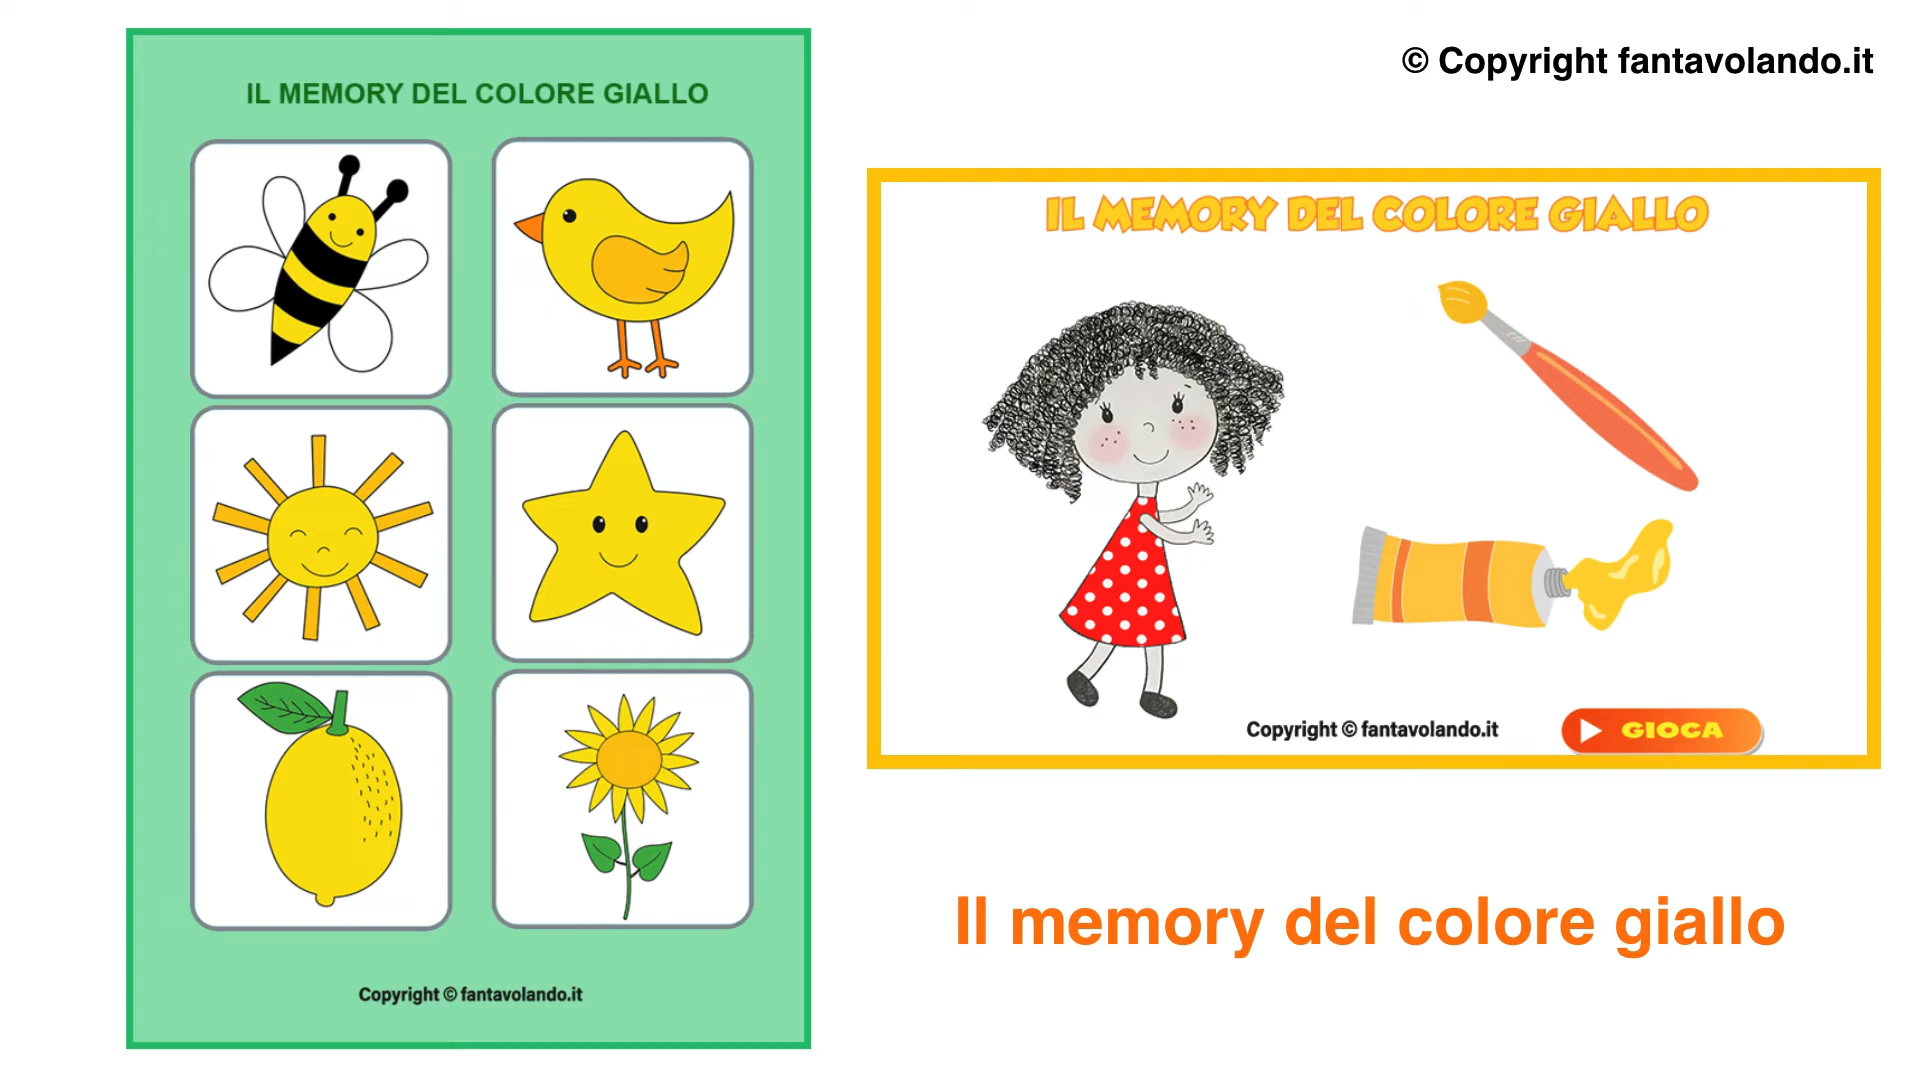 IL MEMORY DEL COLORE GIALLO
Copyright © fantavolando.it
© Copyright fantavolando.it
IL MEMORY DEL COLORE GIALLO
Copyright © fantavolando.it
GIOCA
Il memory del colore giallo